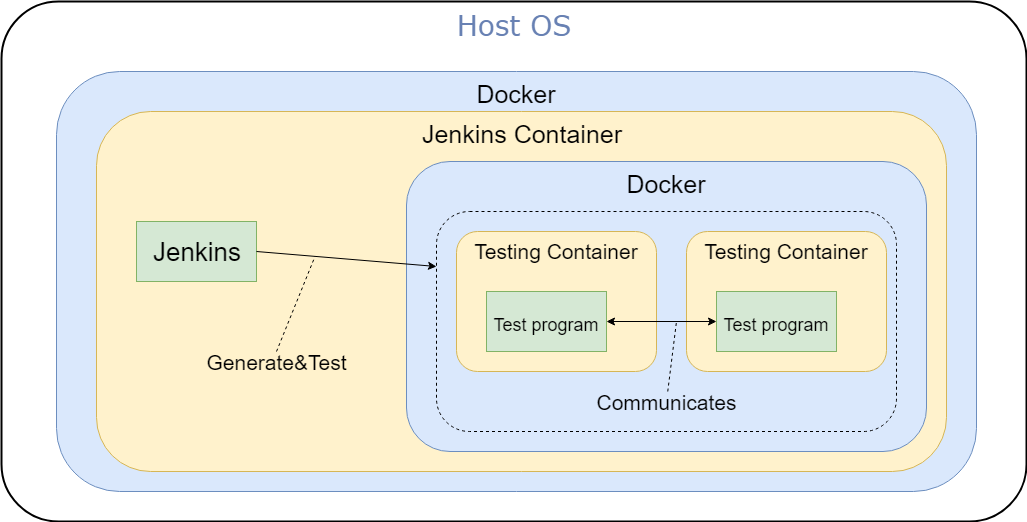 Host OS
Docker
Jenkins Container
Docker
Jenkins
Testing Container
Testing Container
Test program
Test program
Generate&Test
Communicates